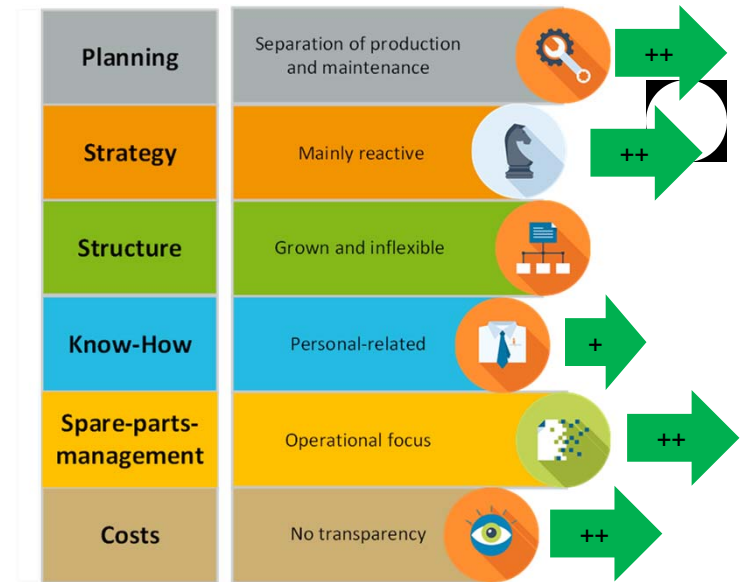 Planning
Separation of production
and maintenance
++
Strategy
Mainly reactive
++
Structure
Grown and inflexible
Know-How
Personal-related
+
Spare-parts-
management
Operational focus
++
Costs
No transparency
++